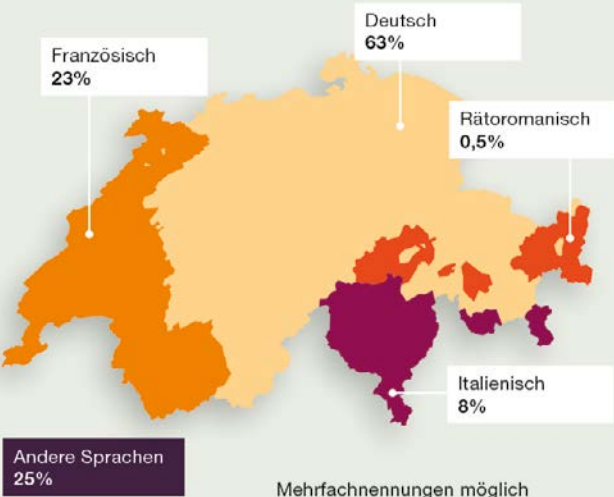 Deutsch
63%
Französisch
23%
Rätoromanisch
0,5%
Italienisch
8%
Andere Sprachen
25%
Mehrfachnennungen möglich